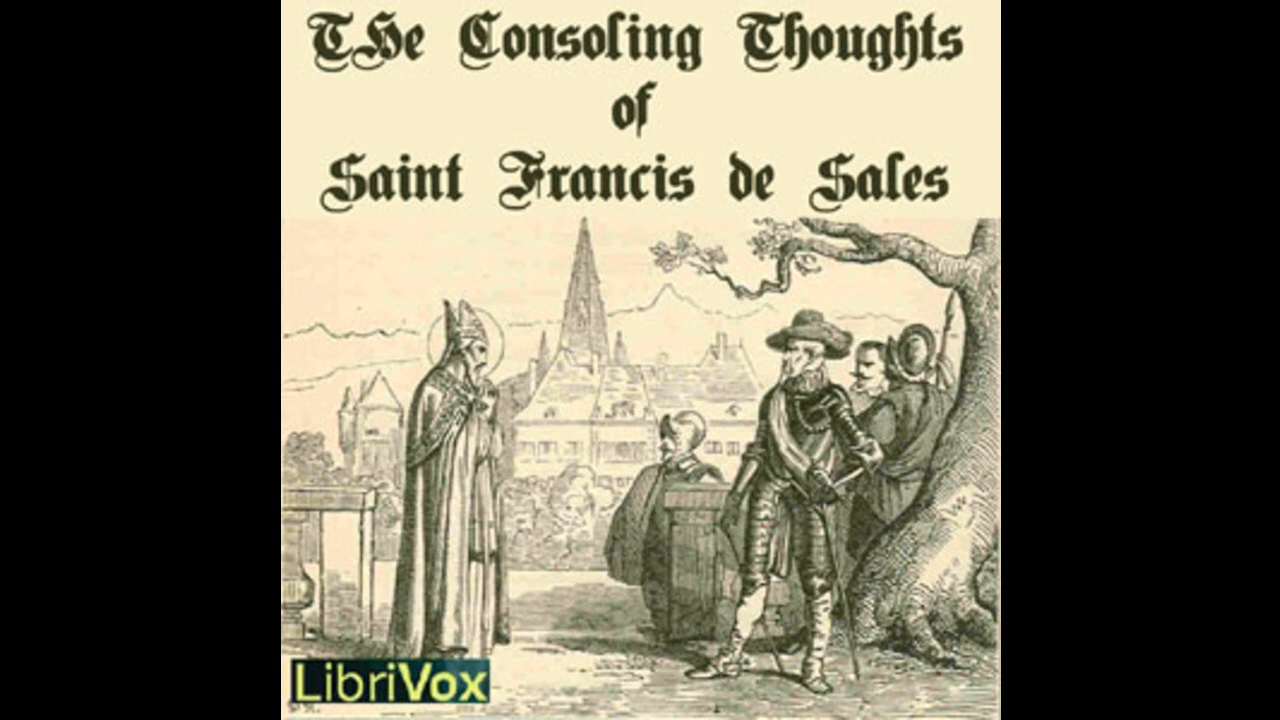 THe Consoling Thoughts
of
Saint Francis de Sales
LibriVox